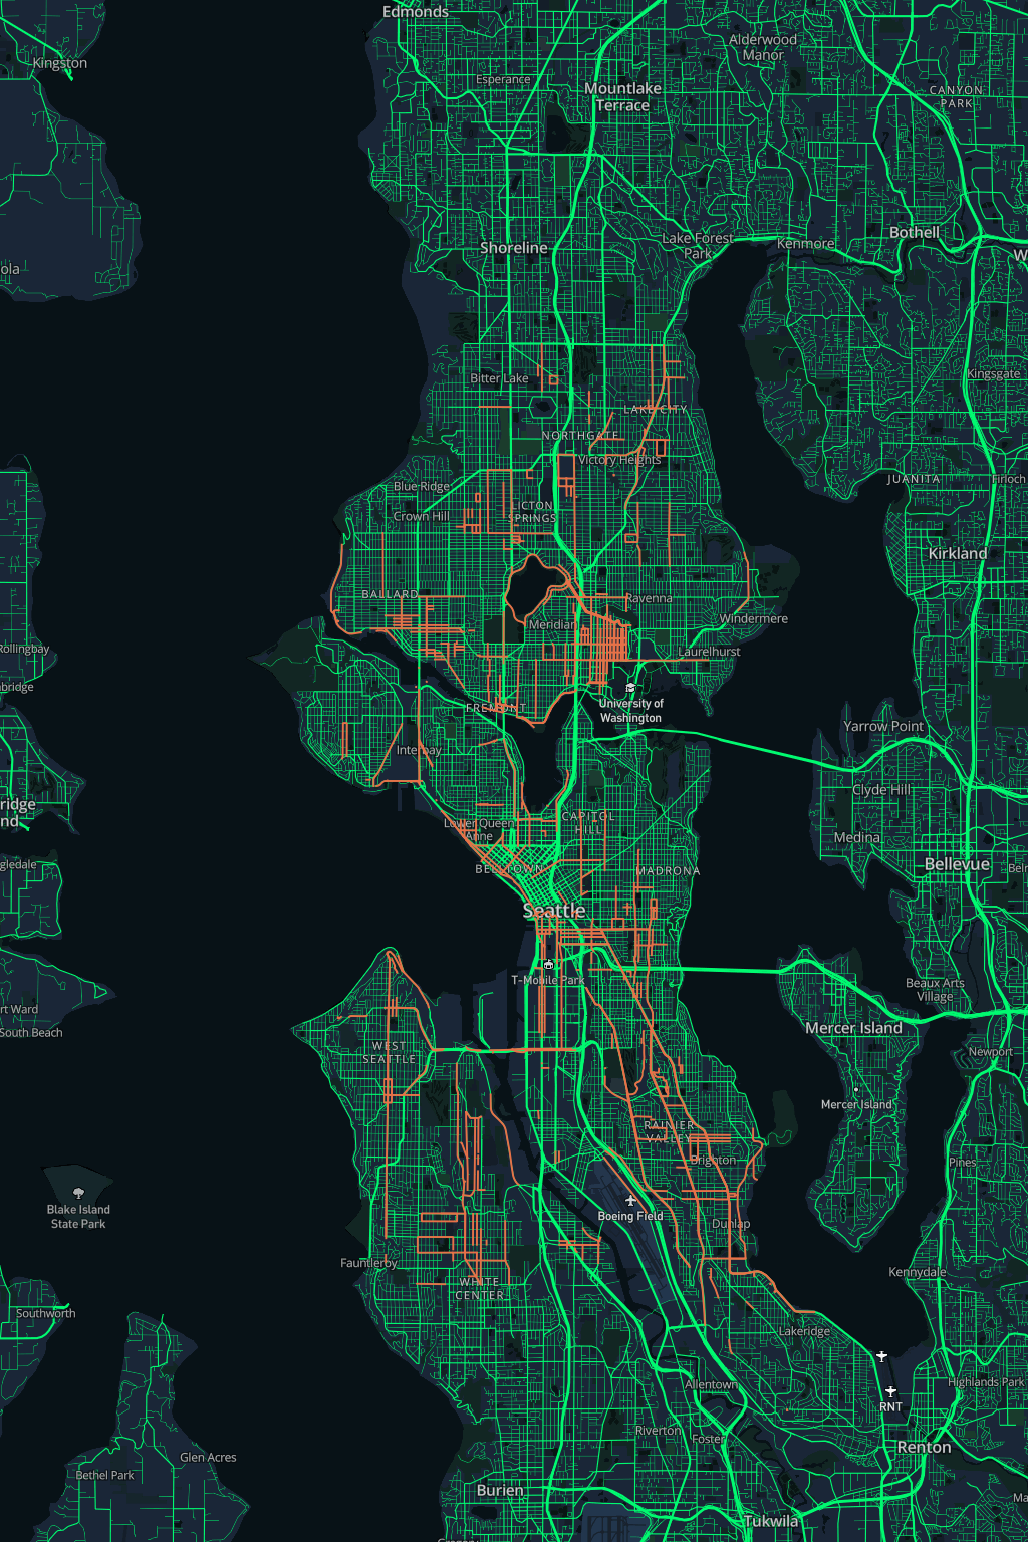 Edmonds
Kingston
Alderwood
Manor
Esperance
Mountlake
Terrace
CANYON
PARK
Shoreline
Lake Forest
Park
Kenmore
Bothell
W
ola
Bitter Lake
Kingsgate
LAKE CITY
NORTHGATE
Victory Heights
Blue Ridge
JUANITA
Firloch
Crown Hill
LICTON
SPRINGS
Kirkland
BALLARD
Ravenna
Meridian
Windermere
Rollingbay
Laurelhurst
nbridge
University of
Washington
FREMONT
Yarrow Point
Interbay
Clyde Hill
ridge
nd
Lower Queen
Anne
CAPITOL
HILL
Medina
gledale
BELLTOWN
MADRONA
Bellevue
Belr
Seattle
T-Mobile Park
Beaux Arts
Village
rt Ward
South Beach
Mercer Island
WEST
SEATTLE
Newport
Mercer Island
RAINIER
VALLEY
Brighton
Pines
Blake Island
State Park
Boeing Field
Dunlap
Fauntleroy
Kennydale
WHITE
CENTER
Southworth
Lakeridge
Allentown
Highlands Park
RNT
Riverton
Foster
Renton
Glen Acres
Bethel Park
Burien
Ma
Tukwila